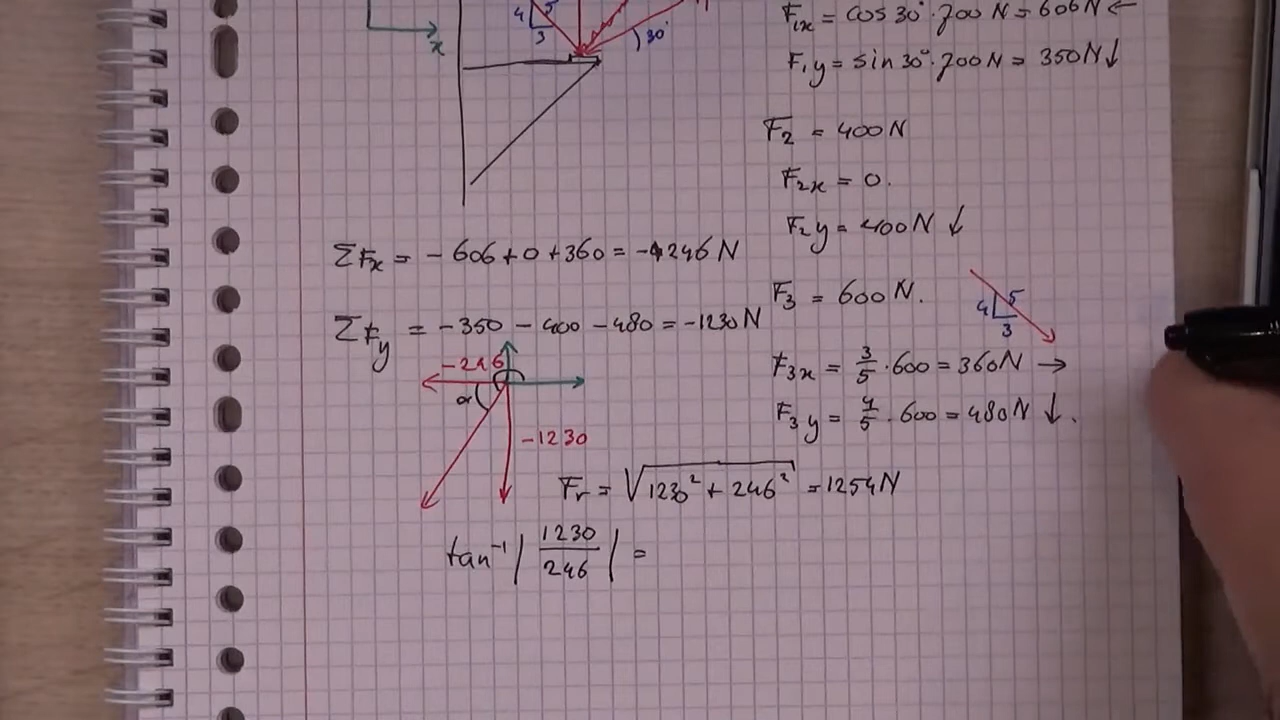 F₁x = cos 30° · 700 N = 606 N ←
4 5
3
30°
x
F₁y = sin 30° · 700 N = 350 N ↓
F₂ = 400 N
F₂x = 0.
F₂y = 400 N ↓
ΣFx = - 606 + 0 + 360 = -246 N
F₃ = 600 N.
4 5
3
ΣFy = - 350 - 400 - 480 = -1230 N
F₃x = 3/5 · 600 = 360 N →
-246
α
F₃y = 4/5 · 600 = 480 N ↓.
-1230
Fr = √1230² + 246² = 1254 N
tan⁻¹ | 1230/246 | =